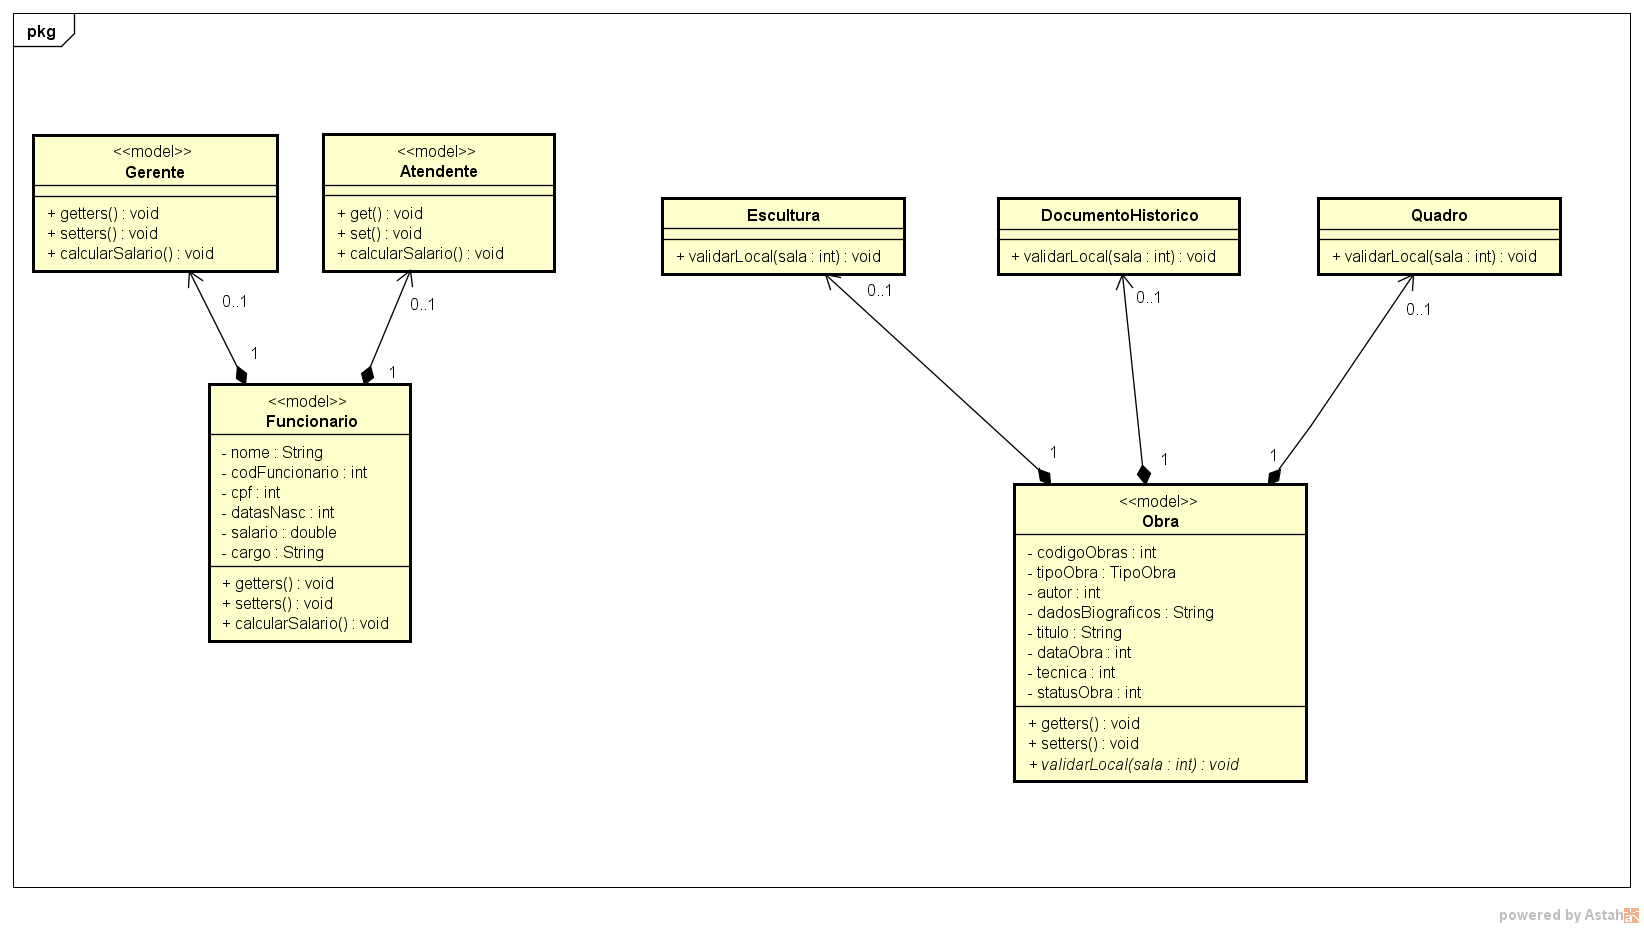 pkg
<<model>>
Gerente
+ getters() : void
+ setters() : void
+ calcularSalario() : void
<<model>>
Atendente
+ get() : void
+ set() : void
+ calcularSalario() : void
Escultura
+ validarLocal(sala : int) : void
DocumentoHistorico
+ validarLocal(sala : int) : void
Quadro
+ validarLocal(sala : int) : void
0..1
0..1
0..1
0..1
0..1
1
1
1
1
1
<<model>>
Funcionario
- nome : String
- codFuncionario : int
- cpf : int
- datasNasc : int
- salario : double
- cargo : String
+ getters() : void
+ setters() : void
+ calcularSalario() : void
<<model>>
Obra
- codigoObras : int
- tipoObra : TipoObra
- autor : int
- dadosBiograficos : String
- titulo : String
- dataObra : int
- tecnica : int
- statusObra : int
+ getters() : void
+ setters() : void
+ validarLocal(sala : int) : void
powered by Astah